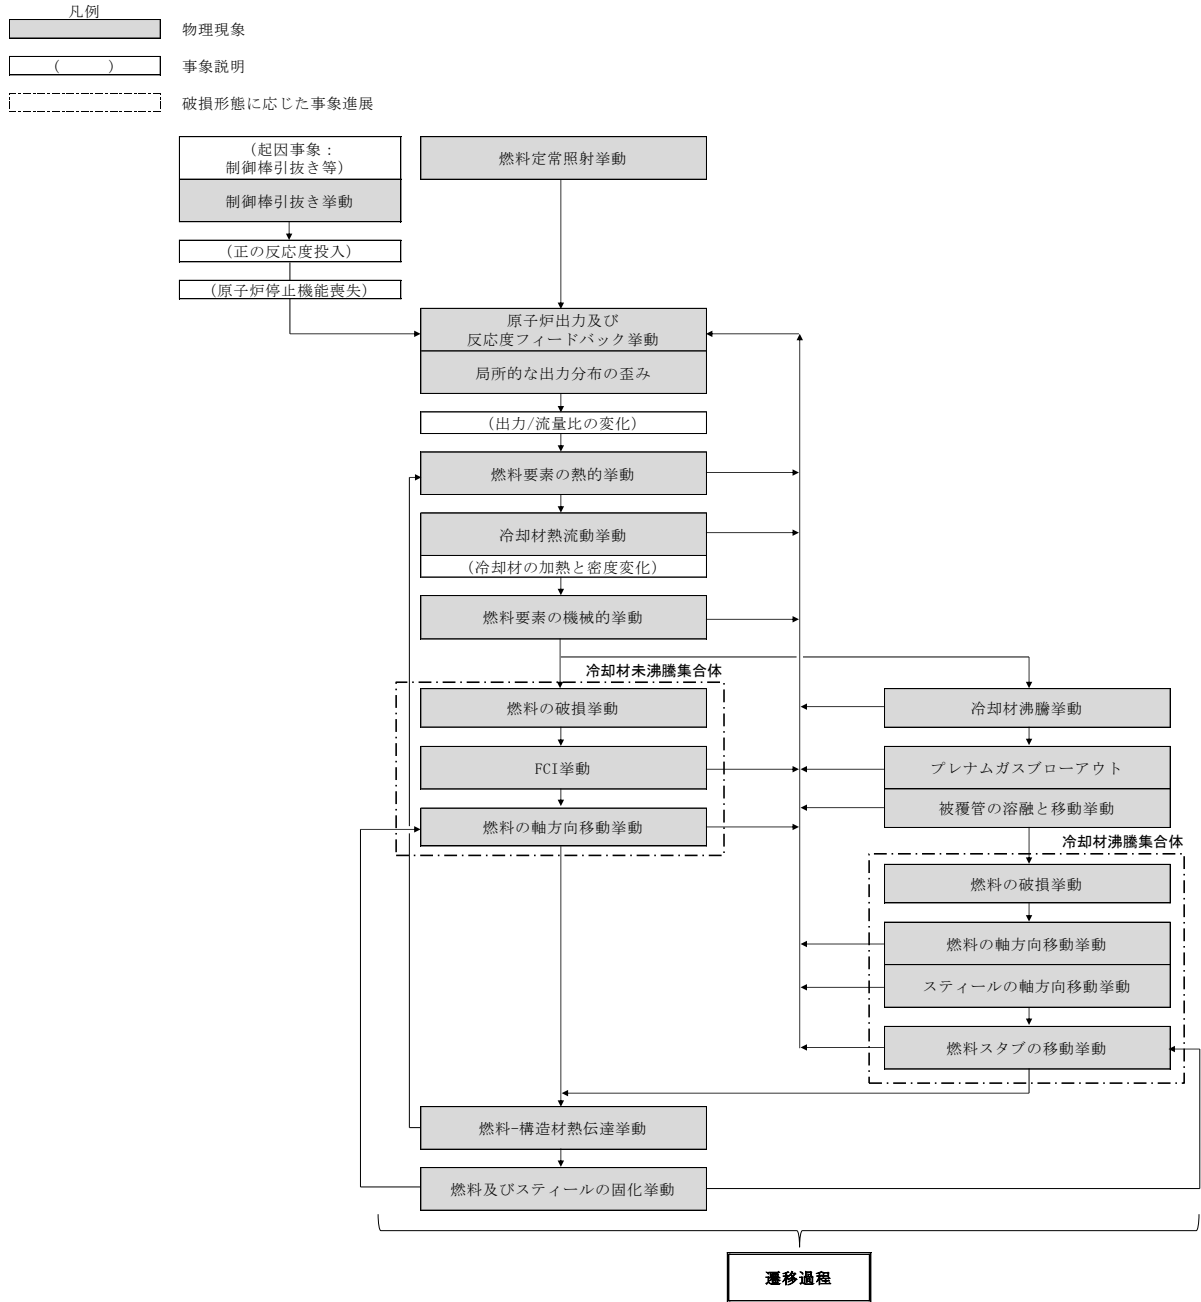 凡例
物理現象
(　　　)
事象説明
破損形態に応じた事象進展
(起因事象：
制御棒引抜き等)
制御棒引抜き挙動
(正の反応度投入)
(原子炉停止機能喪失)
燃料定常照射挙動
原子炉出力及び
反応度フィードバック挙動
局所的な出力分布の歪み
(出力/流量比の変化)
燃料要素の熱的挙動
冷却材熱流動挙動
(冷却材の加熱と密度変化)
燃料要素の機械的挙動
冷却材未沸騰集合体
燃料の破損挙動
FCI挙動
燃料の軸方向移動挙動
冷却材沸騰挙動
プレナムガスブローアウト
被覆管の溶融と移動挙動
冷却材沸騰集合体
燃料の破損挙動
燃料の軸方向移動挙動
スティールの軸方向移動挙動
燃料スタブの移動挙動
燃料-構造材熱伝達挙動
燃料及びスティールの固化挙動
遷移過程